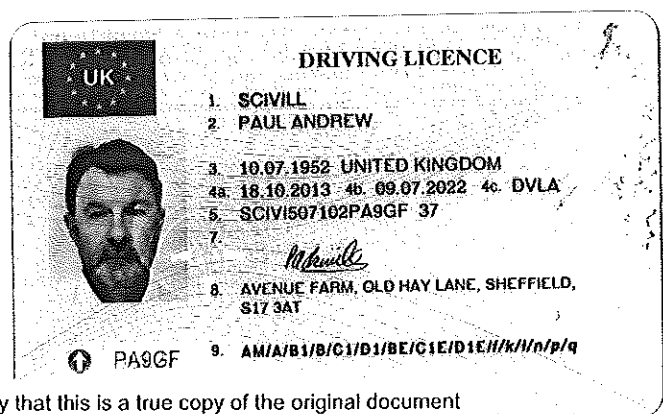 UK
DRIVING LICENCE
1. SCIVILL
2. PAUL ANDREW
3. 10.07.1952 UNITED KINGDOM
4a. 18.10.2013 4b. 09.07.2022 4c. DVLA
5. SCIVI507102PA9GF 37
7.
8. AVENUE FARM, OLD HAY LANE, SHEFFIELD,
S17 3AT
PA9GF
9. AM/A/B1/B/C1/D1/BE/C1E/D1E/f/k/l/n/p/q
y that this is a true copy of the original document